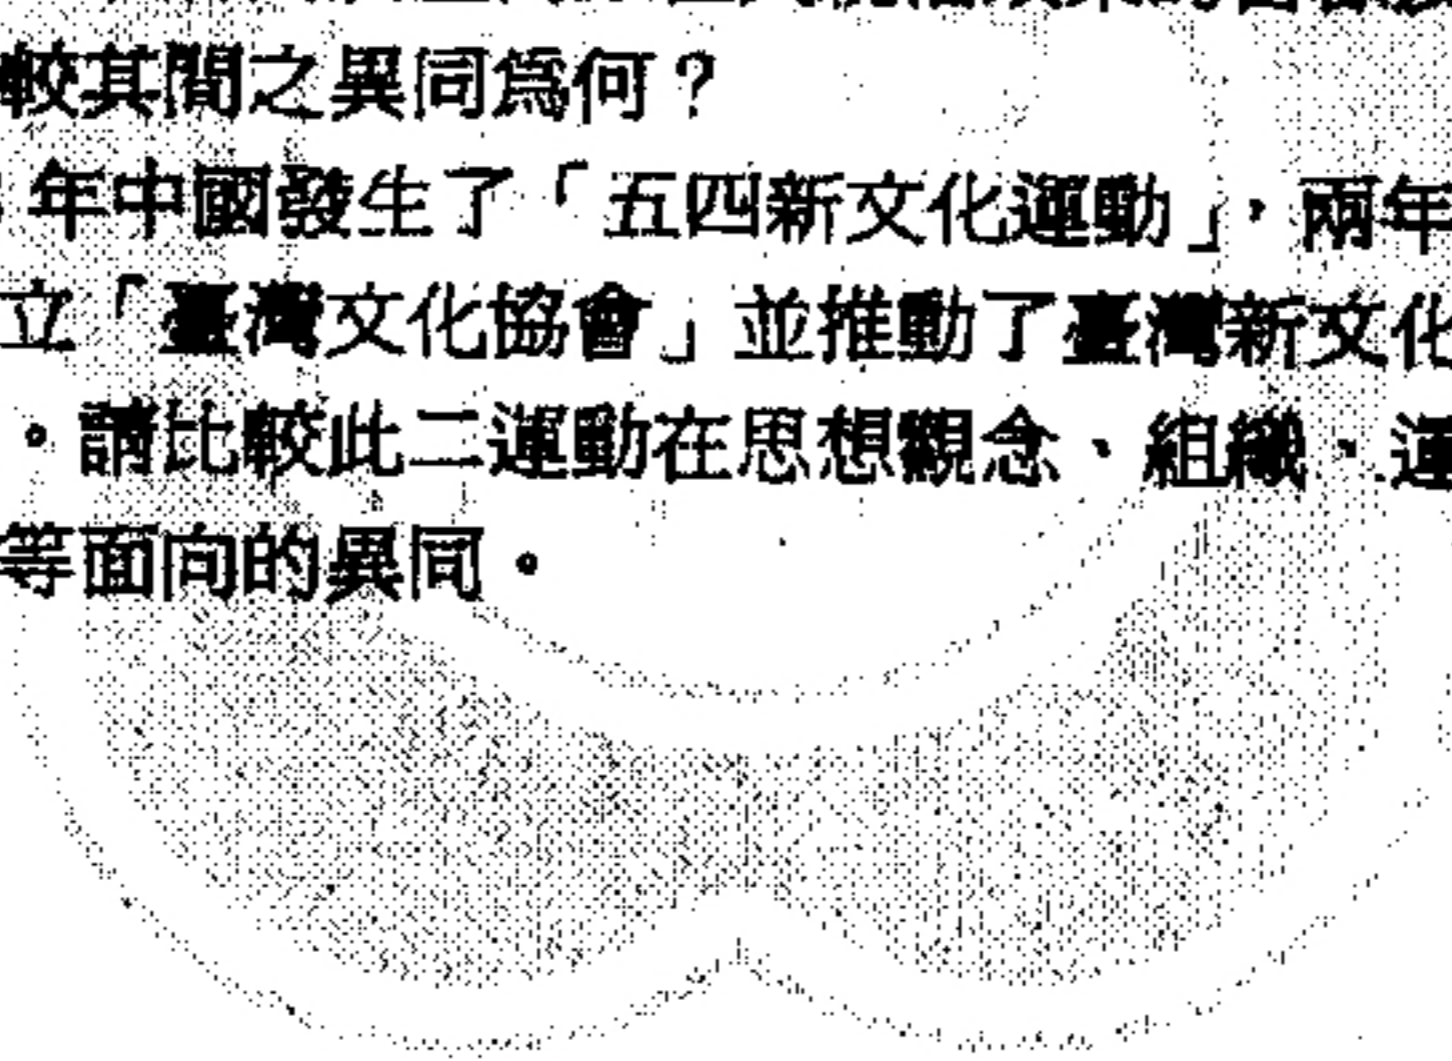 較其間之異同為何？
年中國發生了「五四新文化運動」，兩年
立「臺灣文化協會」並推動了臺灣新文化
。請比較此二運動在思想觀念、組織、運
等面向的異同。